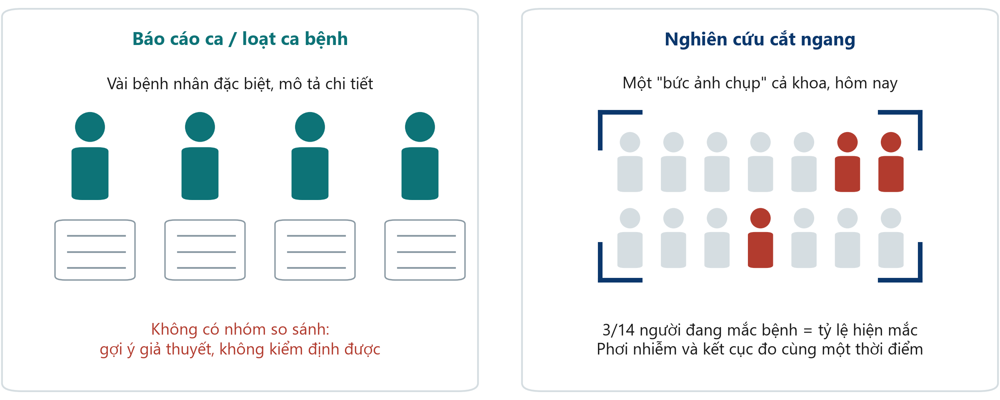 Báo cáo ca / loạt ca bệnh
Vài bệnh nhân đặc biệt, mô tả chi tiết
Không có nhóm so sánh:
gợi ý giả thuyết, không kiểm định được
Nghiên cứu cắt ngang
Một "bức ảnh chụp" cả khoa, hôm nay
3/14 người đang mắc bệnh = tỷ lệ hiện mắc
Phơi nhiễm và kết cục đo cùng một thời điểm